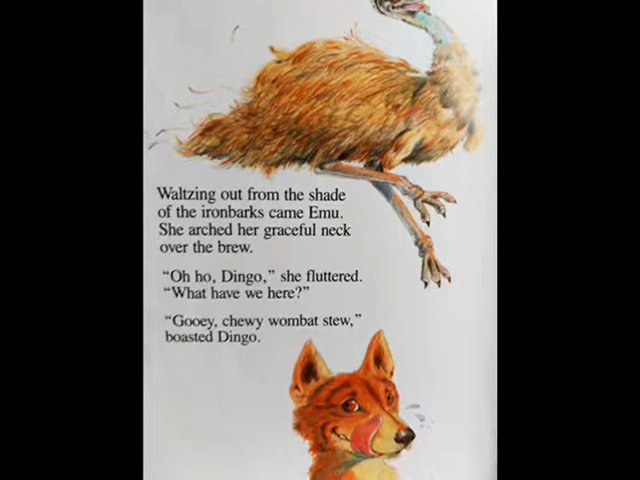 Waltzing out from the shade
of the ironbarks came Emu.
She arched her graceful neck
over the brew.
“Oh ho, Dingo,” she fluttered.
“What have we here?”
“Gooey, chewy wombat stew,”
boasted Dingo.